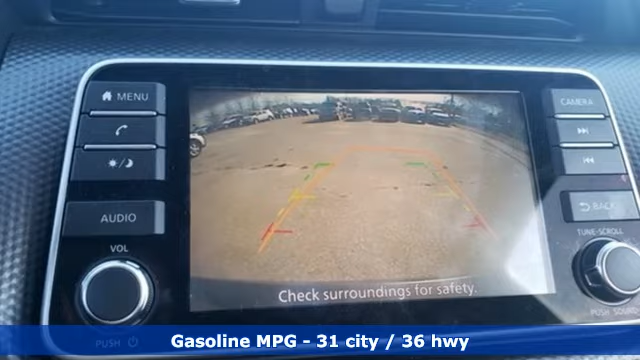 MENU
AUDIO
VOL
PUSH
CAMERA
BACK
TUNE-SCROLL
PUSH SOUND
Check surroundings for safety.
Gasoline MPG - 31 city / 36 hwy